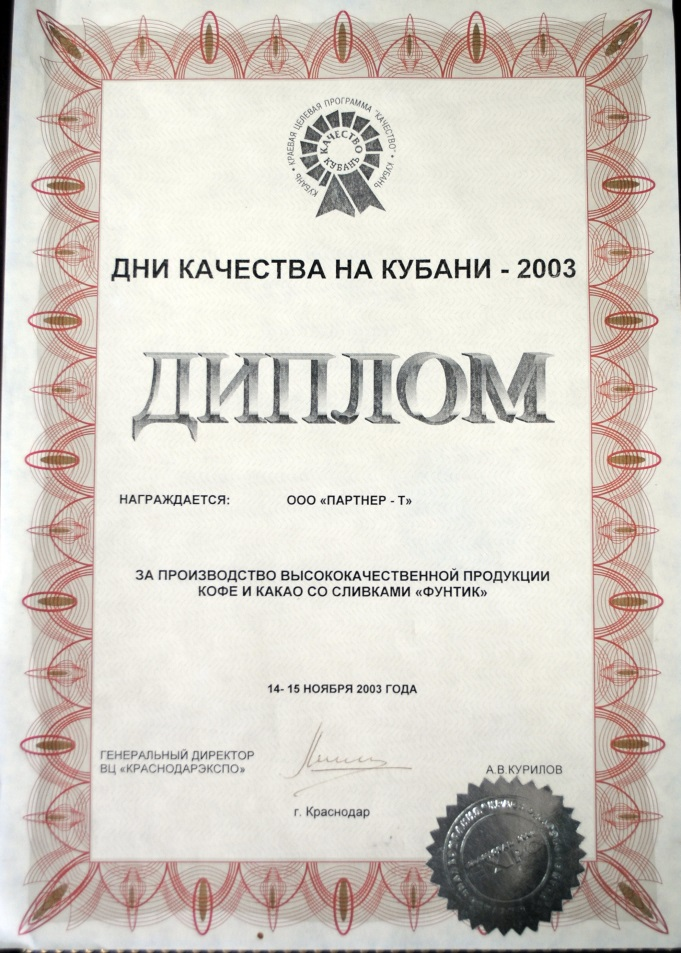 КУБАНЬ • КРАЕВАЯ ЦЕЛЕВАЯ ПРОГРАММА "КАЧЕСТВО" • КУБАНЬ
КАЧЕСТВО
КУБАНЬ
ДНИ КАЧЕСТВА НА КУБАНИ - 2003
ДИПЛОМ
НАГРАЖДАЕТСЯ: ООО «ПАРТНЕР - Т»
ЗА ПРОИЗВОДСТВО ВЫСОКОКАЧЕСТВЕННОЙ ПРОДУКЦИИ
КОФЕ И КАКАО СО СЛИВКАМИ «ФУНТИК»
14- 15 НОЯБРЯ 2003 ГОДА
ГЕНЕРАЛЬНЫЙ ДИРЕКТОР
ВЦ «КРАСНОДАРЭКСПО» А.В.КУРИЛОВ
г. Краснодар